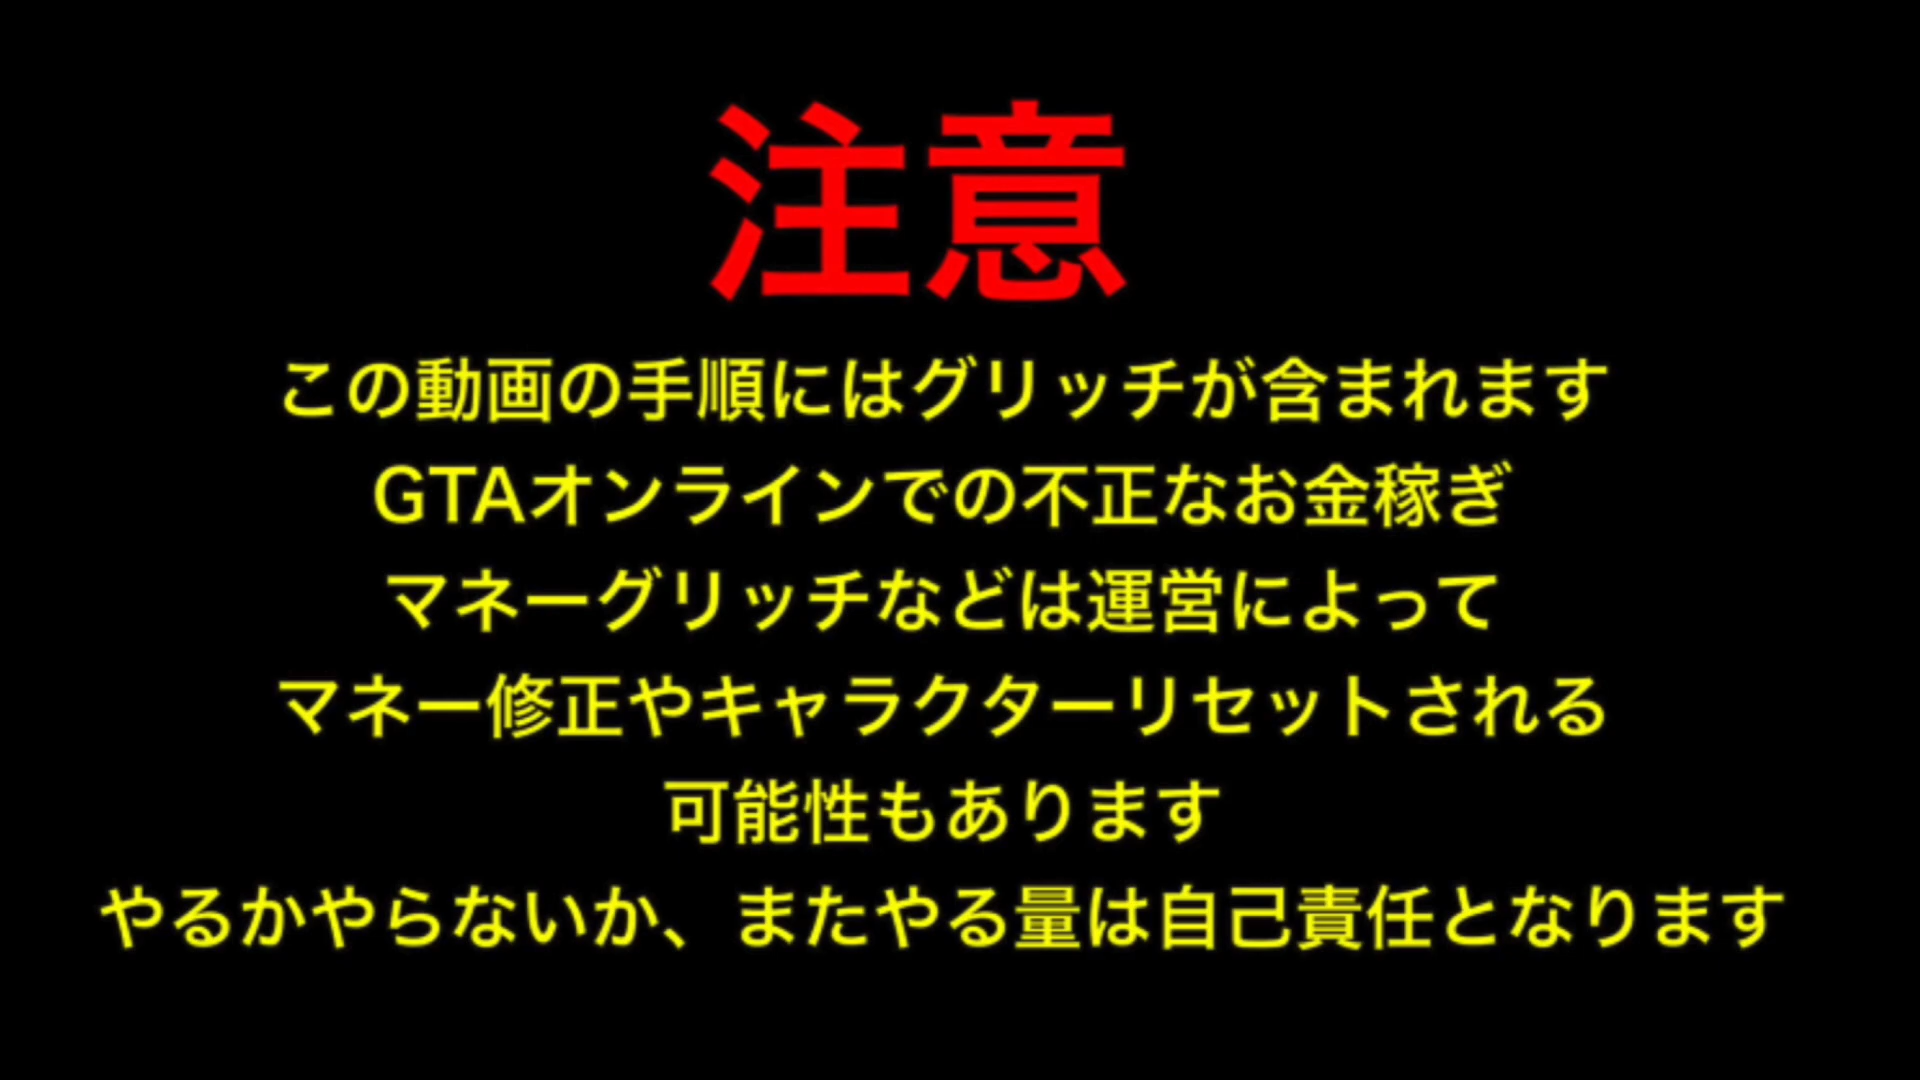 注意
この動画の手順にはグリッチが含まれます
GTAオンラインでの不正なお金稼ぎ
マネーグリッチなどは運営によって
マネー修正やキャラクターリセットされる
可能性もあります
やるかやらないか、またやる量は自己責任となります